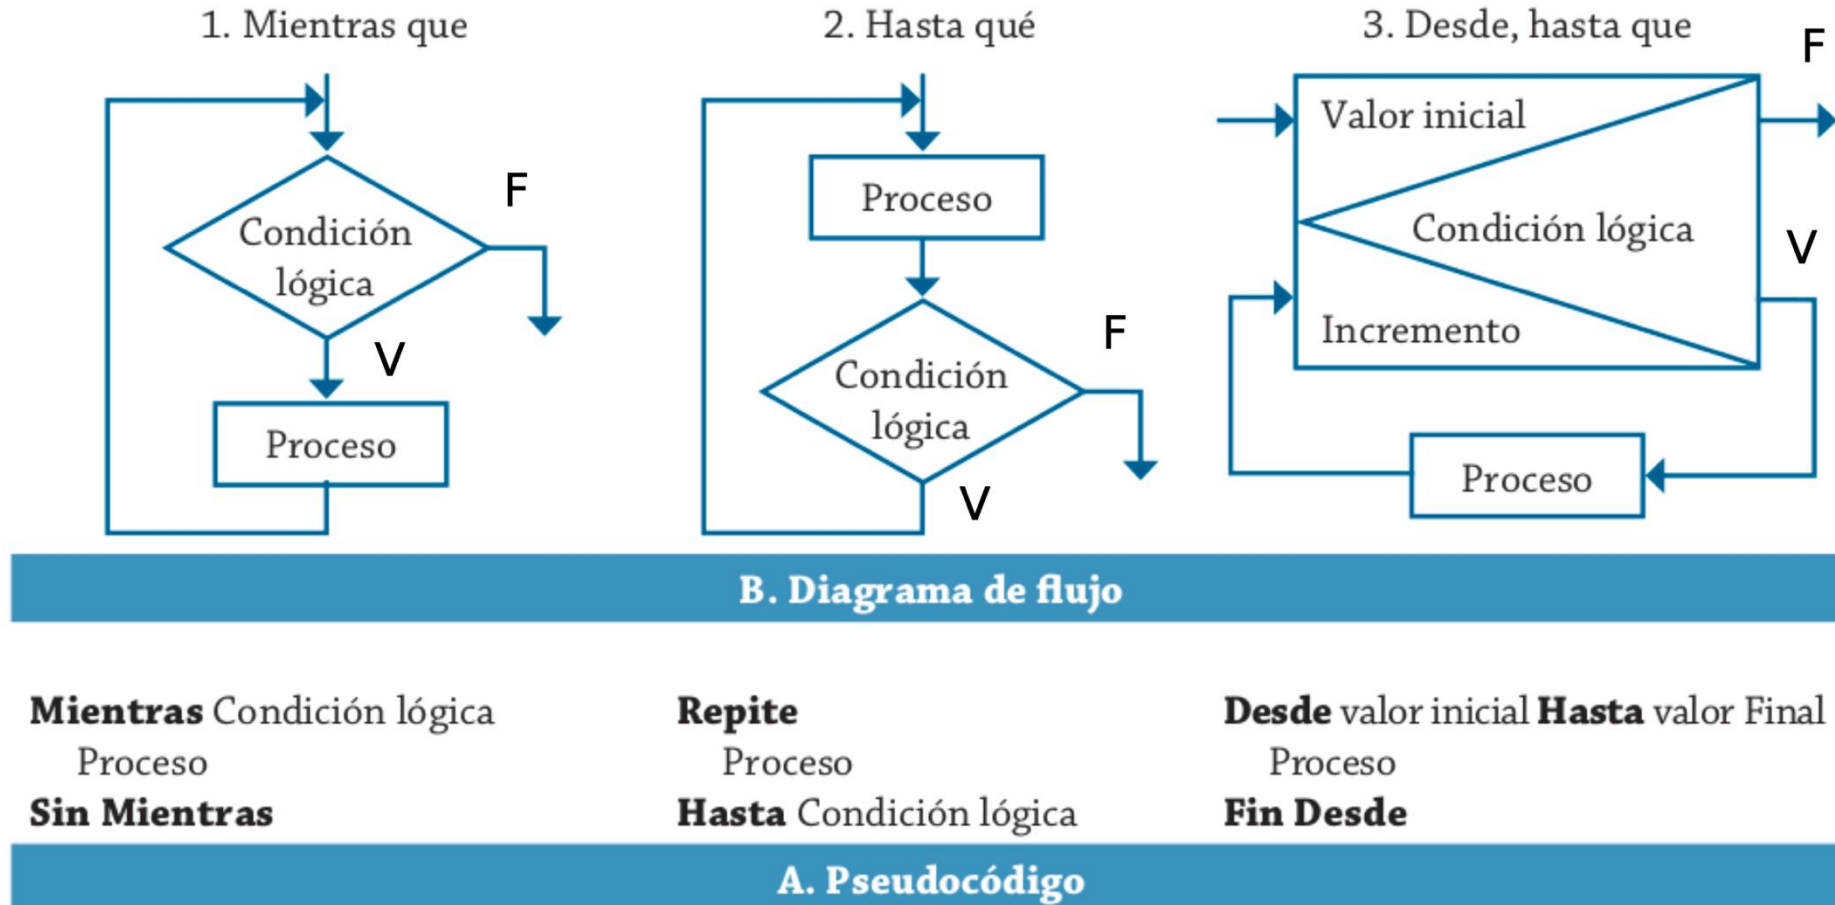 1. Mientras que
Condición
lógica
F
V
Proceso
2. Hasta qué
Proceso
Condición
lógica
F
V
3. Desde, hasta que
F
Valor inicial
Condición lógica
V
Incremento
Proceso
B. Diagrama de flujo
Mientras Condición lógica
Proceso
Sin Mientras
Repite
Proceso
Hasta Condición lógica
Desde valor inicial Hasta valor Final
Proceso
Fin Desde
A. Pseudocódigo